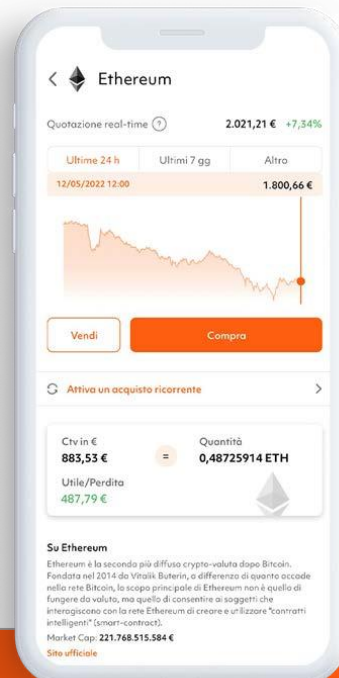 Ethereum
Quotazione real-time ? 2.021,21 € +7,34%
Ultime 24 h Ultimi 7 gg Altro
12/05/2022 12:00 1.800,66 €
Vendi Compra
Attiva un acquisto ricorrente
Ctv in € Quantità
883,53 € = 0,48725914 ETH
Utile/Perdita
487,79 €
Su Ethereum
Ethereum è la seconda più diffusa crypto-valuta dopo Bitcoin.
Fondata nel 2014 da Vitalik Buterin, a differenza di quanto accade
nella rete Bitcoin, lo scopo principale di Ethereum non è quello di
fungere da valuta, ma quello di consentire ai soggetti che
interagiscono con la rete Ethereum di creare e utilizzare "contratti
intelligenti" (smart-contract).
Market Cap: 221.768.515.584 €
Sito ufficiale